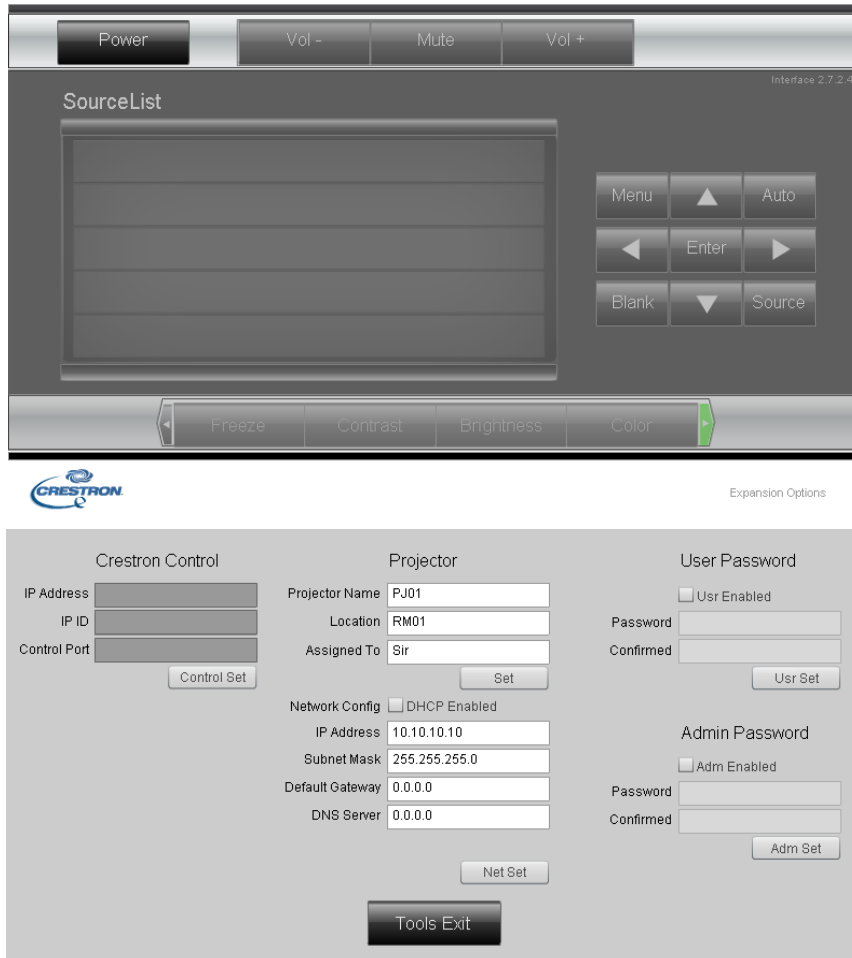 Power
Vol -
Mute
Vol +
Interface 2.7.2.4
SourceList
Menu
Auto
Enter
Blank
Source
Freeze
Contrast
Brightness
Color
CRESTRON
Expansion Options
Crestron Control
IP Address
IP ID
Control Port
Control Set
Projector
Projector Name PJ01
Location RM01
Assigned To Sir
Set
Network Config DHCP Enabled
IP Address 10.10.10.10
Subnet Mask 255.255.255.0
Default Gateway 0.0.0.0
DNS Server 0.0.0.0
Net Set
User Password
Usr Enabled
Password
Confirmed
Usr Set
Admin Password
Adm Enabled
Password
Confirmed
Adm Set
Tools Exit